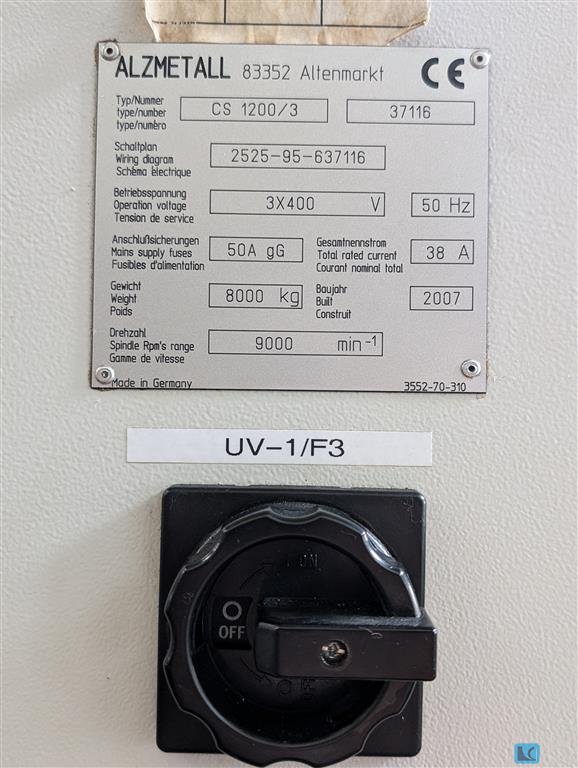 ALZMETALL 83352 Altenmarkt CE
Typ/Nummer
type/number
type/numéro
CS 1200/3 37116
Schaltplan
Wiring diagram
Schéma électrique
2525-95-637116
Betriebsspannung
Operation voltage
Tension de service
3X400 V 50 Hz
Anschlußsicherungen
Mains supply fuses
Fusibles d'alimentation
50A gG
Gesamtnennstrom
Total rated current
Courant nominal total
38 A
Gewicht
Weight
Poids
8000 kg
Baujahr
Built
Construit
2007
Drehzahl
Spindle Rpm's range
Gamme de vitesse
9000 min-1
Made in Germany 3552-70-310
UV-1/F3
ON
O
OFF